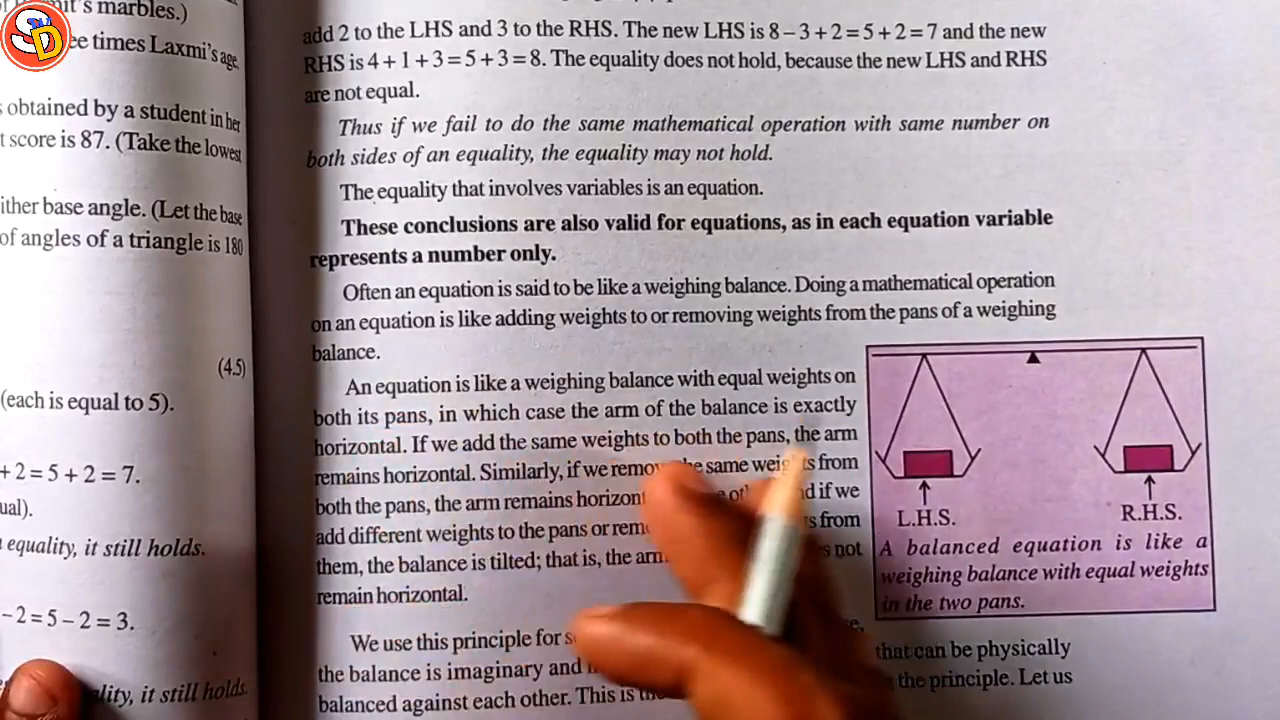 SD
it's marbles.)
ee times Laxmi's age.
obtained by a student in her
t score is 87. (Take the lowest
ither base angle. (Let the base
of angles of a triangle is 180
(4.5)
(each is equal to 5).
+ 2 = 5 + 2 = 7.
ual).
equality, it still holds.
– 2 = 5 – 2 = 3.
ality, it still holds.
add 2 to the LHS and 3 to the RHS. The new LHS is 8 – 3 + 2 = 5 + 2 = 7 and the new
RHS is 4 + 1 + 3 = 5 + 3 = 8. The equality does not hold, because the new LHS and RHS
are not equal.
Thus if we fail to do the same mathematical operation with same number on
both sides of an equality, the equality may not hold.
The equality that involves variables is an equation.
These conclusions are also valid for equations, as in each equation variable
represents a number only.
Often an equation is said to be like a weighing balance. Doing a mathematical operation
on an equation is like adding weights to or removing weights from the pans of a weighing
balance.
An equation is like a weighing balance with equal weights on
both its pans, in which case the arm of the balance is exactly
horizontal. If we add the same weights to both the pans, the arm
remains horizontal. Similarly, if we remove the same weights from
both the pans, the arm remains horizont if we
add different weights to the pans or rem from
them, the balance is tilted; that is, the arm not
remain horizontal.
We use this principle for
the balance is imaginary and that can be physically
balanced against each other. This is the principle. Let us
L.H.S.
R.H.S.
A balanced equation is like a
weighing balance with equal weights
in the two pans.